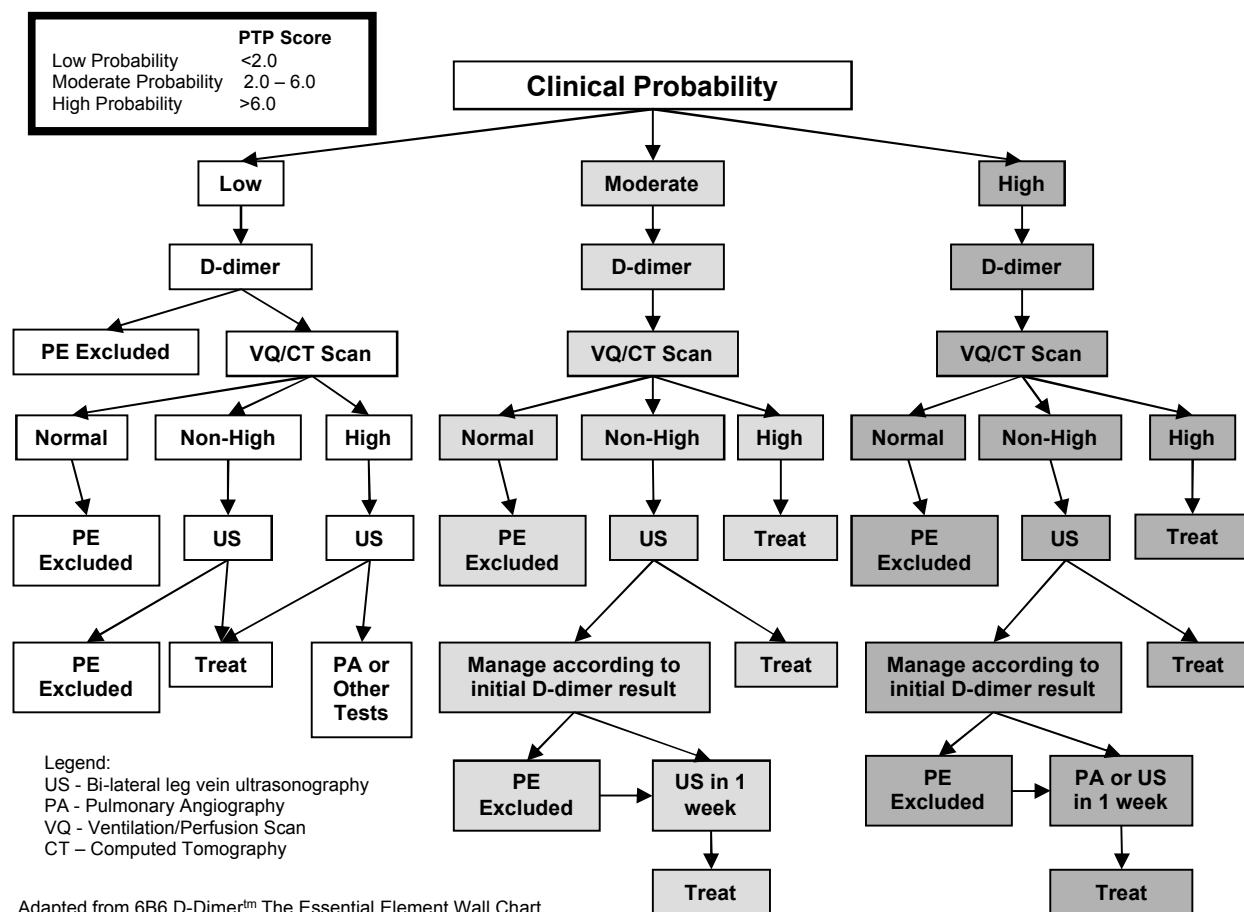 PTP Score
Low Probability <2.0
Moderate Probability 2.0 – 6.0
High Probability >6.0
Clinical Probability
Low
Moderate
High
D-dimer
D-dimer
D-dimer
PE Excluded
VQ/CT Scan
VQ/CT Scan
VQ/CT Scan
Normal
Non-High
High
Normal
Non-High
High
Normal
Non-High
High
PE
Excluded
US
US
PE
Excluded
US
Treat
PE
Excluded
US
Treat
PE
Excluded
Treat
PA or
Other
Tests
Manage according to
initial D-dimer result
Treat
Manage according to
initial D-dimer result
Treat
PE
Excluded
US in 1
week
PE
Excluded
PA or US
in 1 week
Treat
Treat
Legend:
US - Bi-lateral leg vein ultrasonography
PA - Pulmonary Angiography
VQ - Ventilation/Perfusion Scan
CT – Computed Tomography
Adapted from 6B6 D-Dimer™ The Essential Element Wall Chart